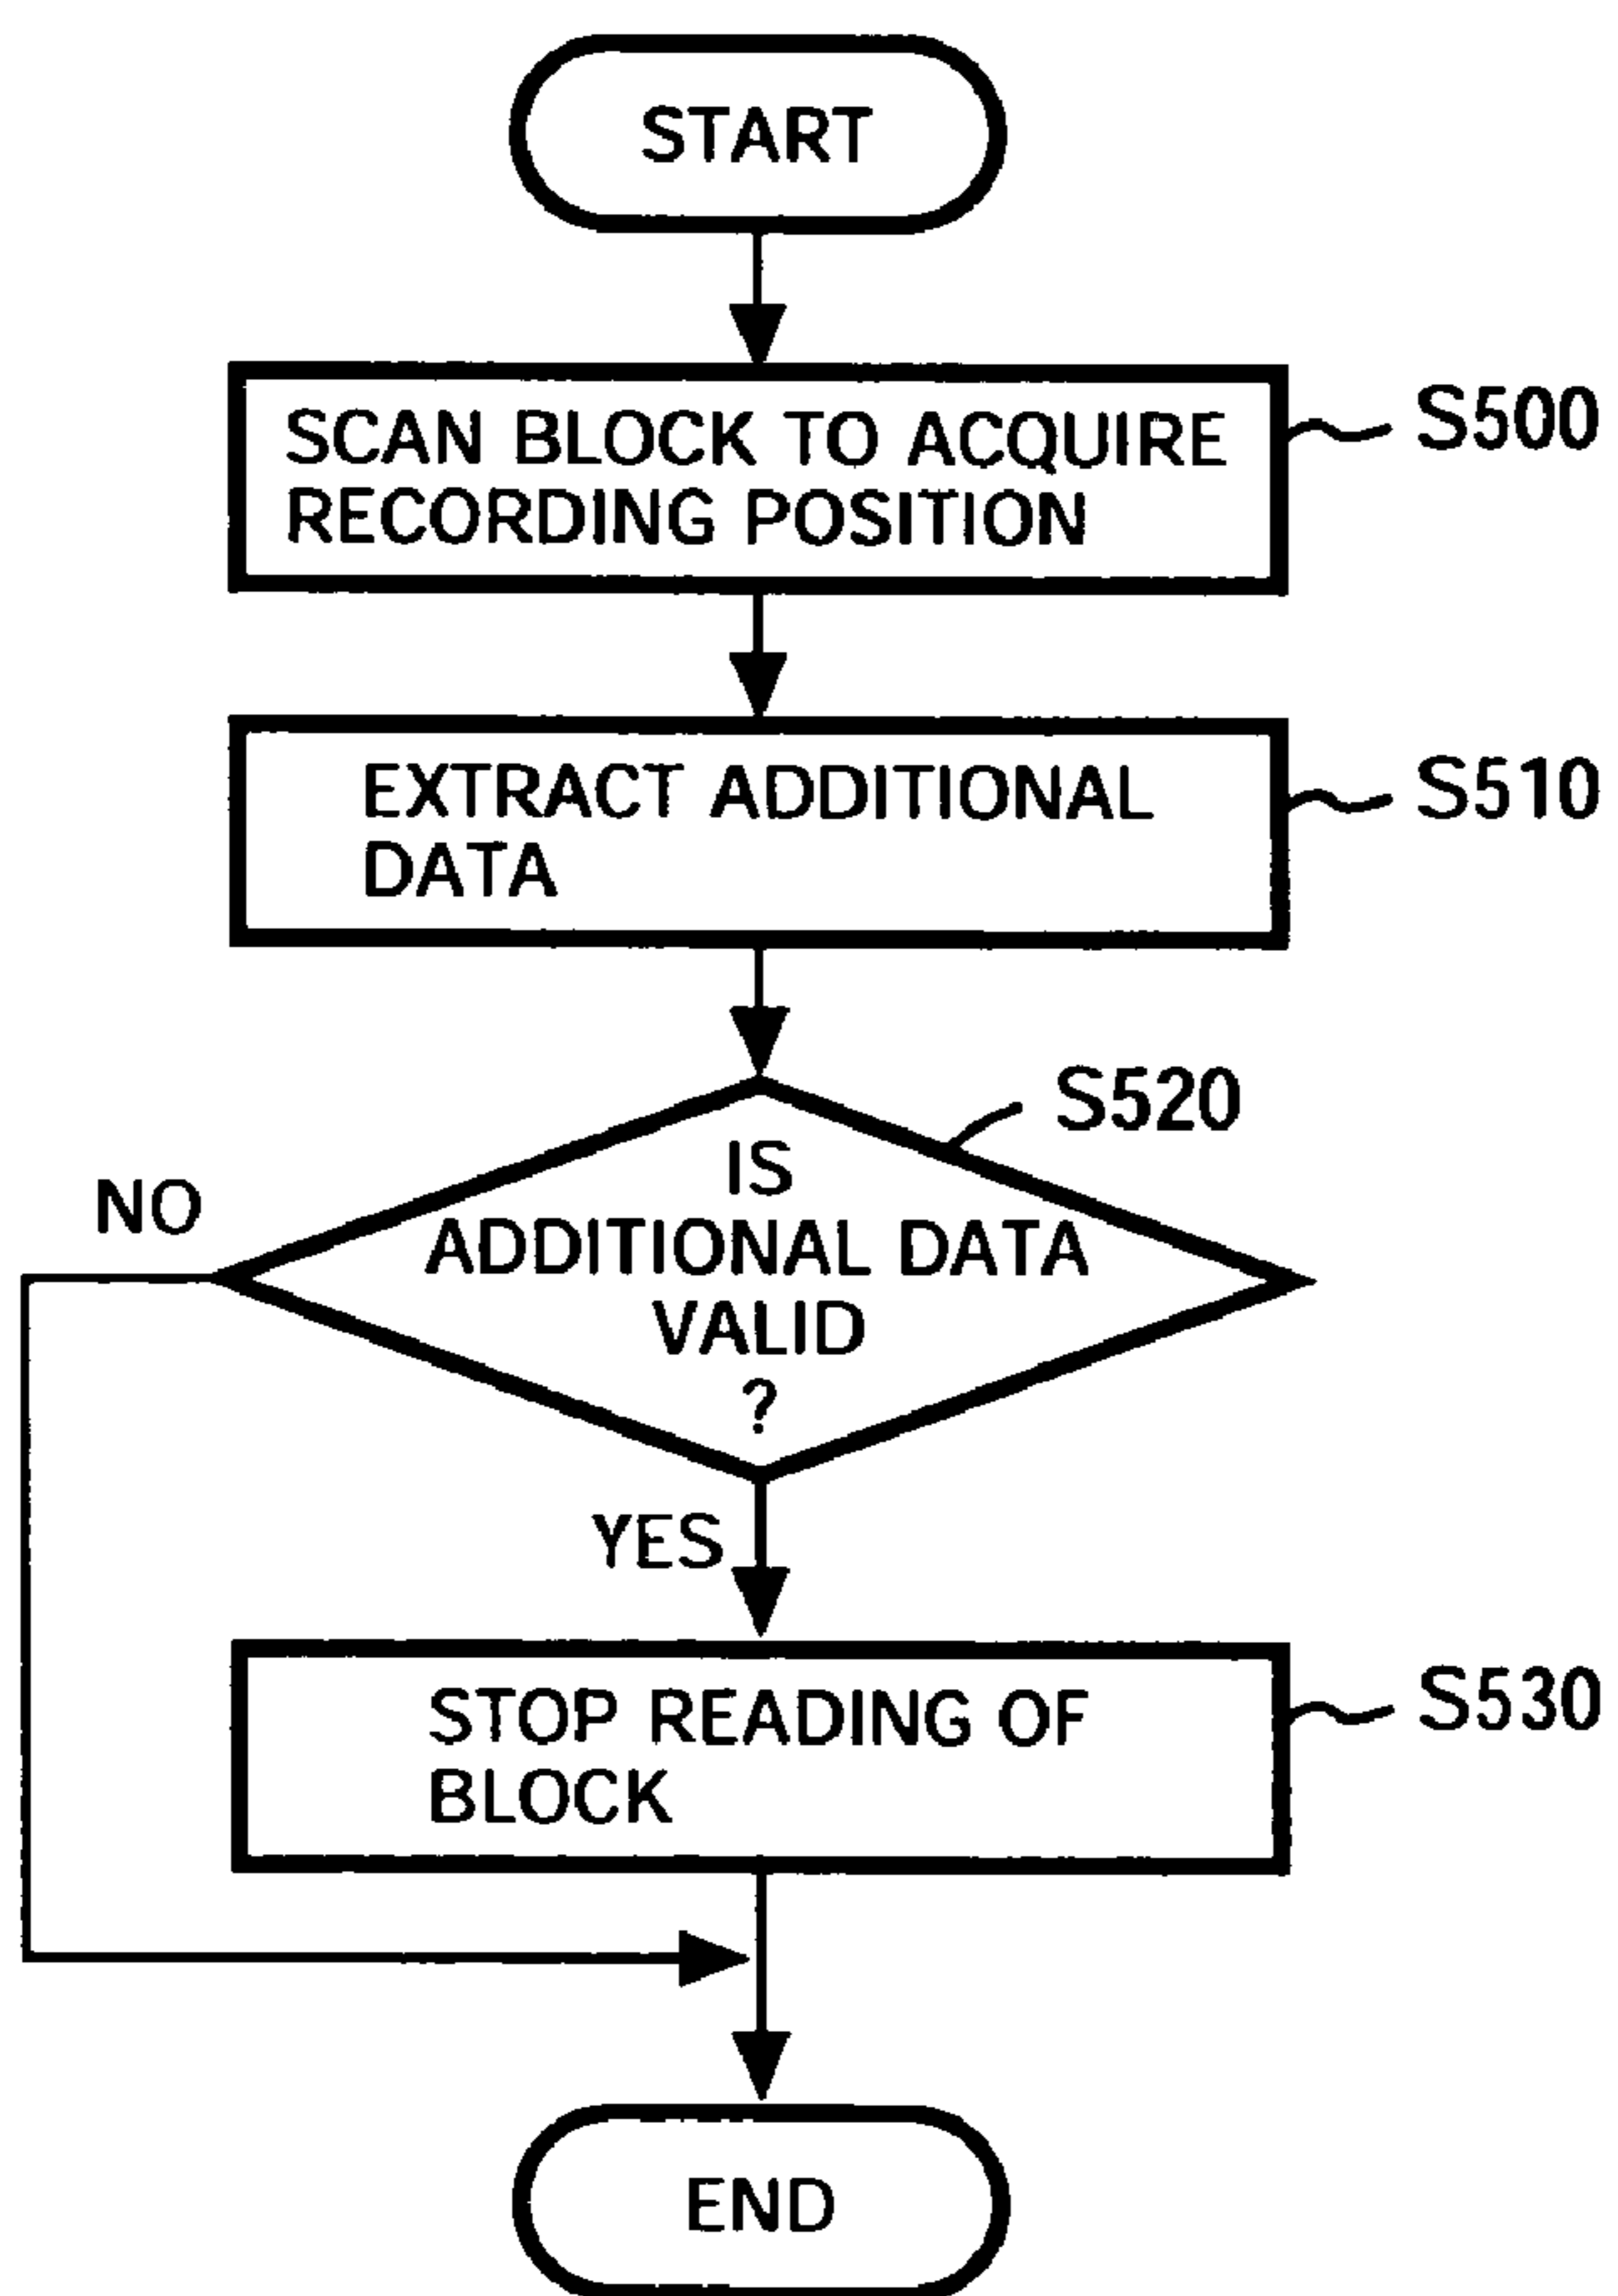 START
SCAN BLOCK TO ACQUIRE
RECORDING POSITION
S500
EXTRACT ADDITIONAL
DATA
S510
S520
IS
ADDITIONAL DATA
VALID
?
NO
YES
STOP READING OF
BLOCK
S530
END